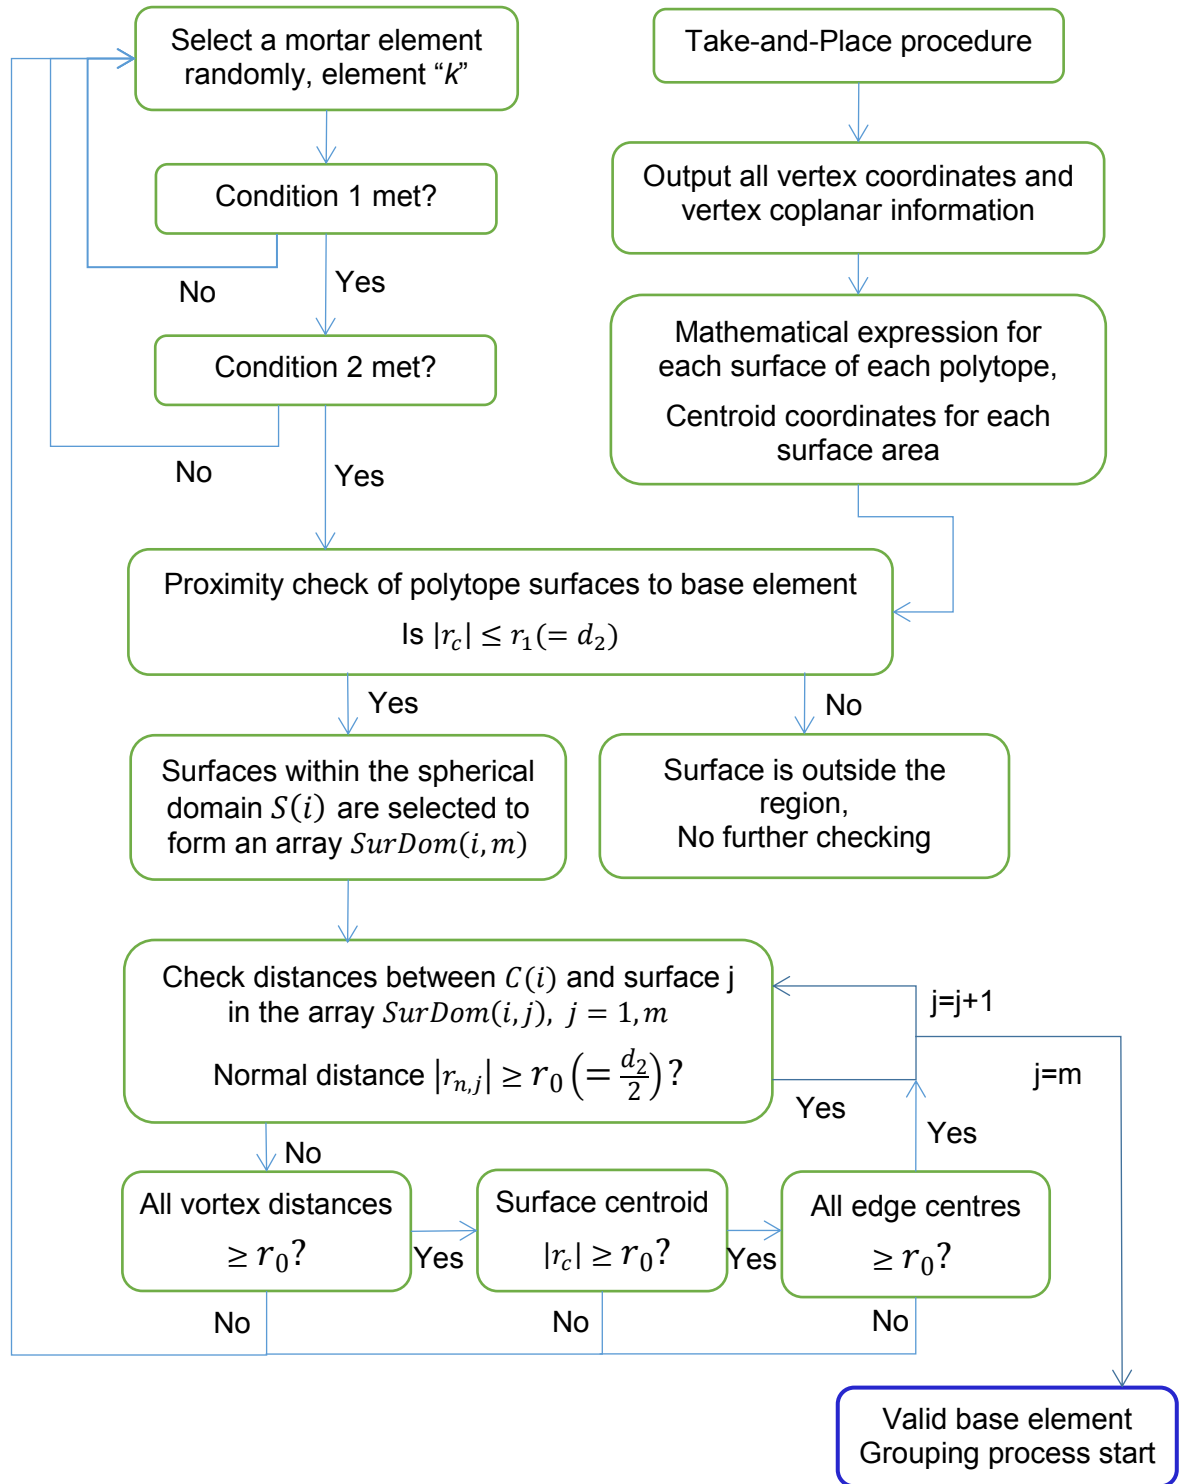 Select a mortar element
randomly, element “k”
Take-and-Place procedure
Condition 1 met?
Output all vertex coordinates and
vertex coplanar information
No
Yes
Condition 2 met?
Mathematical expression for
each surface of each polytope,
Centroid coordinates for each
surface area
No
Yes
Proximity check of polytope surfaces to base element
Is |r_c| ≤ r_1(= d_2)
Yes
No
Surfaces within the spherical
domain S(i) are selected to
form an array SurDom(i, m)
Surface is outside the
region,
No further checking
Check distances between C(i) and surface j
in the array SurDom(i, j), j = 1, m
Normal distance |r_{n,j}| ≥ r_0 (= d_2/2)?
j=j+1
j=m
Yes
Yes
No
All vortex distances
≥ r_0?
Yes
Surface centroid
|r_c| ≥ r_0?
Yes
All edge centres
≥ r_0?
No
No
No
Valid base element
Grouping process start